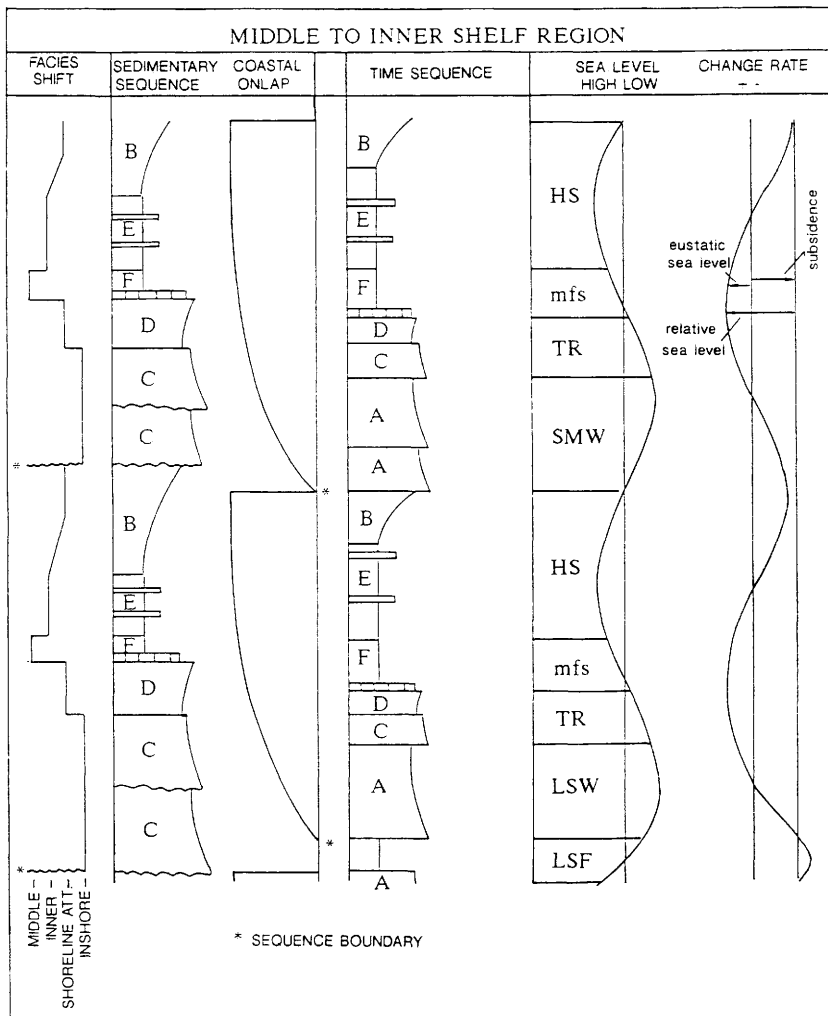 MIDDLE TO INNER SHELF REGION
FACIES SHIFT
SEDIMENTARY SEQUENCE
COASTAL ONLAP
TIME SEQUENCE
SEA LEVEL HIGH LOW
CHANGE RATE
+ -
B
E
F
D
C
C
*
B
E
F
D
C
C
*
*
*
B
E
F
D
C
A
A
B
E
F
D
C
A
A
HS
mfs
TR
SMW
HS
mfs
TR
LSW
LSF
eustatic
sea level
subsidence
relative
sea level
MIDDLE
INNER
SHORELINE ATT.
INSHORE
* SEQUENCE BOUNDARY